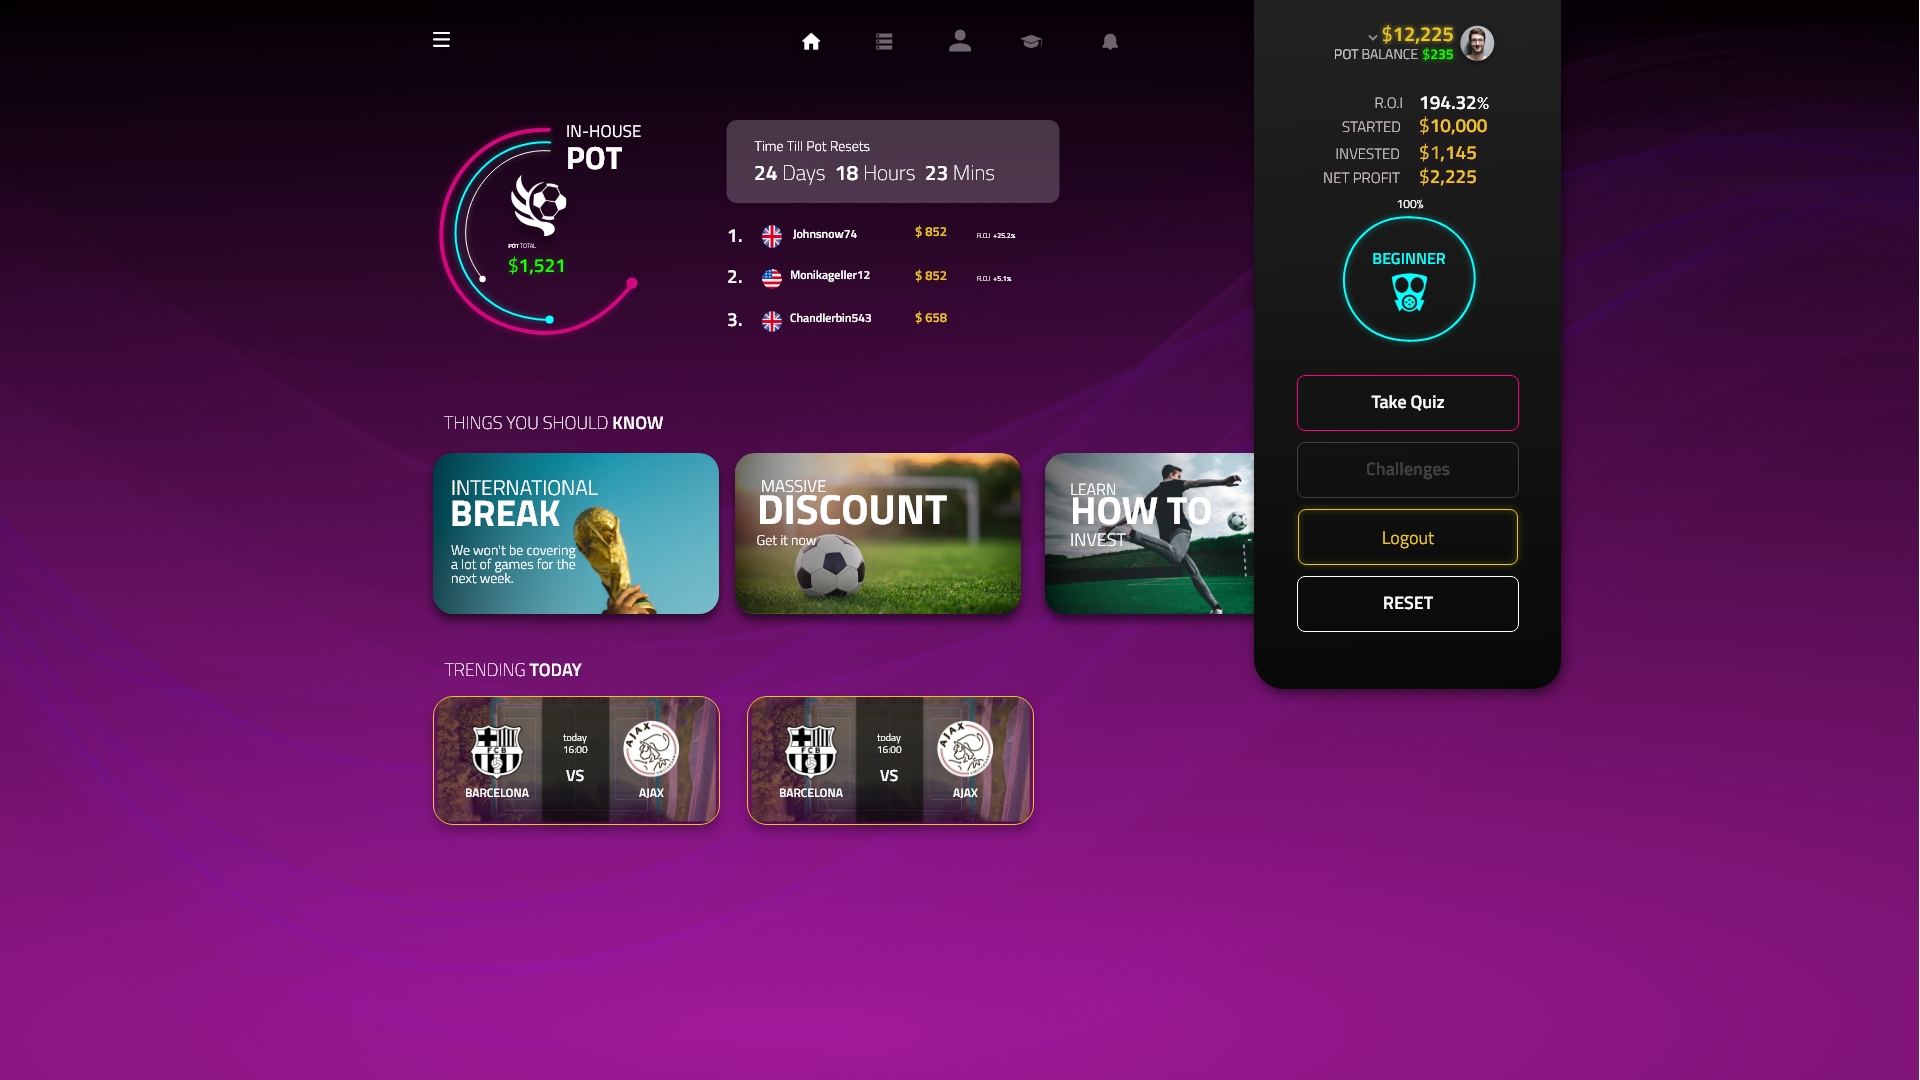 $12,225
POT BALANCE $235
R.O.I 194.32%
STARTED $10,000
INVESTED $1,145
NET PROFIT $2,225
100%
BEGINNER
Take Quiz
Challenges
Logout
RESET
IN-HOUSE
POT
POT TOTAL
$1,521
Time Till Pot Resets
24 Days 18 Hours 23 Mins
1. Johnsnow74 $ 852 R.O.I +25.2%
2. Monikageller12 $ 852 R.O.I +5.1%
3. Chandlerbin543 $ 658
THINGS YOU SHOULD KNOW
INTERNATIONAL
BREAK
We won't be covering
a lot of games for the
next week.
MASSIVE
DISCOUNT
Get it now
LEARN
HOW TO
INVEST
TRENDING TODAY
FCB
BARCELONA
today
16:00
VS
AJAX
AJAX
FCB
BARCELONA
today
16:00
VS
AJAX
AJAX